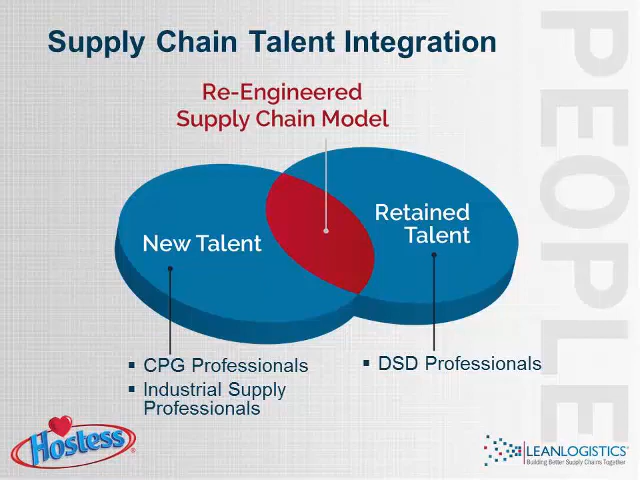 Supply Chain Talent Integration
Re-Engineered
Supply Chain Model
New Talent
Retained
Talent
▪ CPG Professionals
▪ Industrial Supply
Professionals
▪ DSD Professionals
PEOPLE
Hostess®
LEANLOGISTICS®
Building Better Supply Chains Together